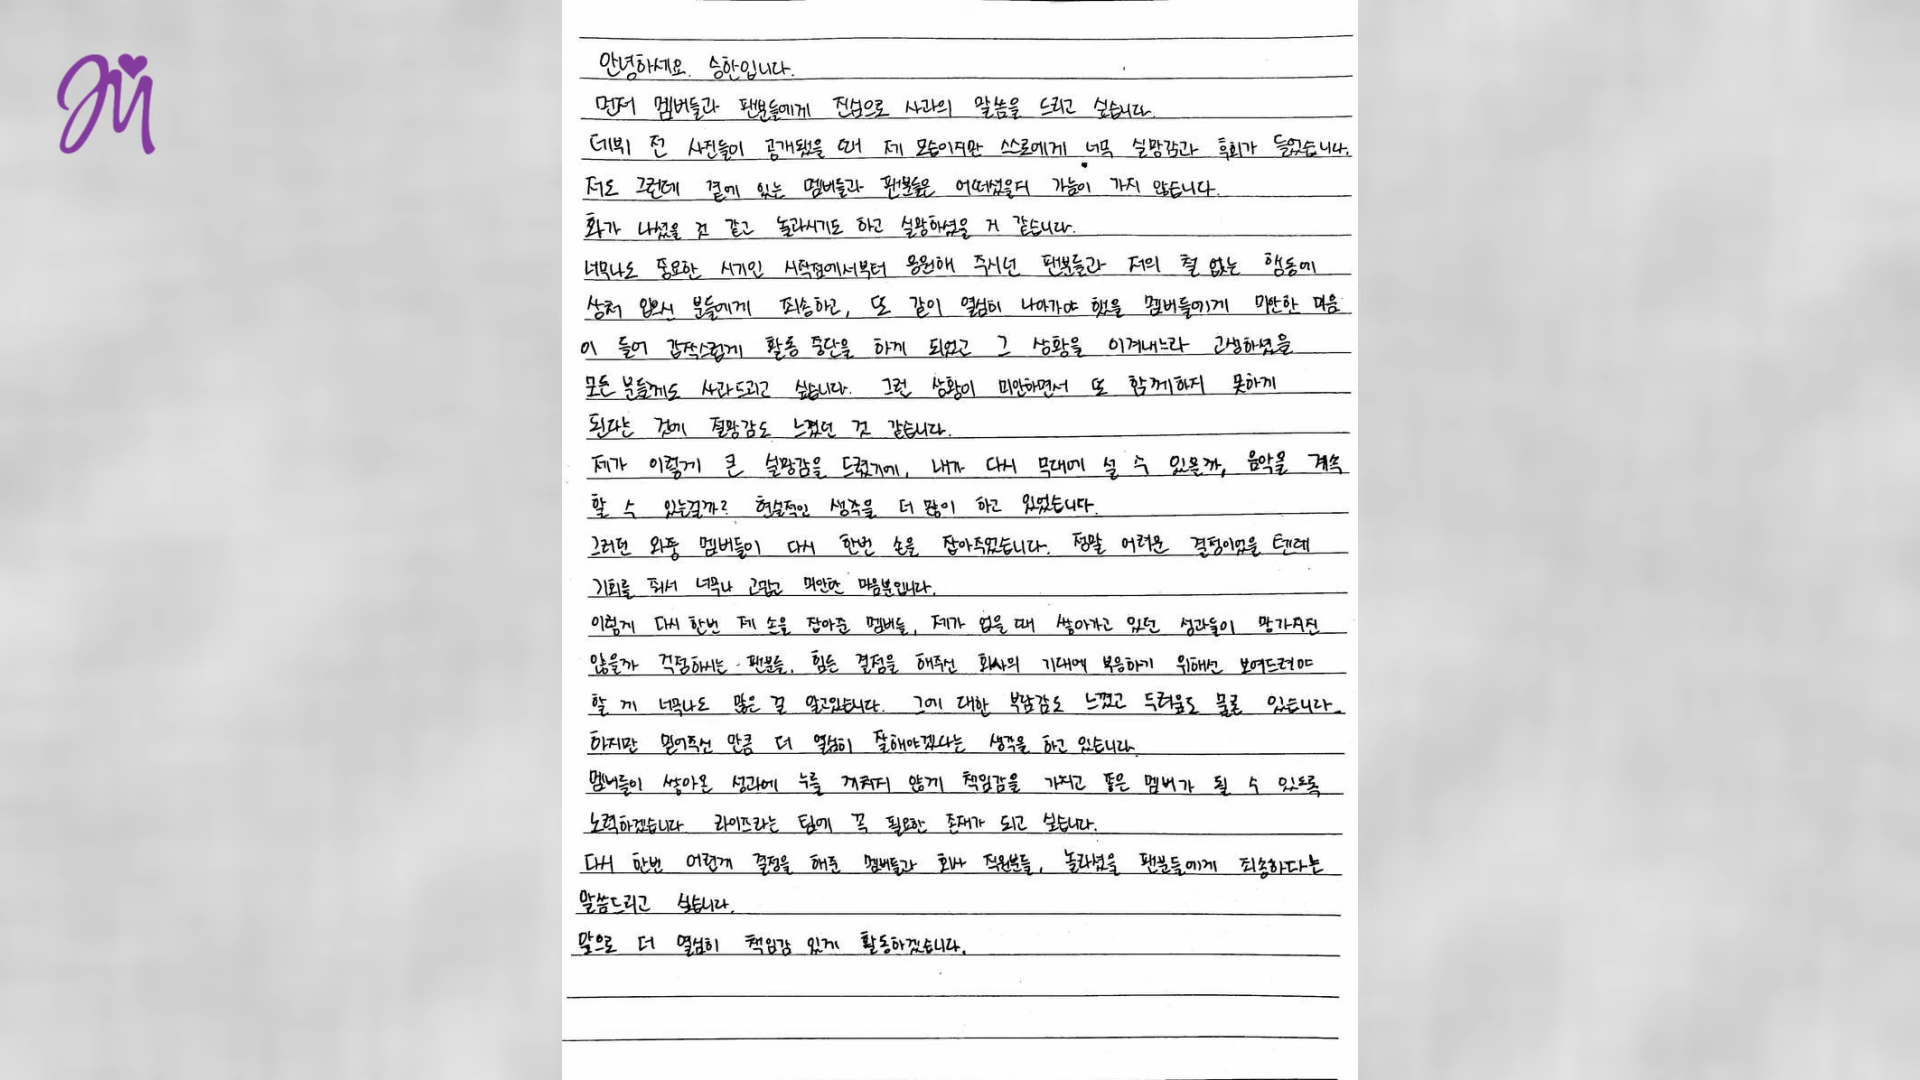 안녕하세요. 승한입니다.
먼저 멤버들과 팬분들에게 진심으로 사과의 말씀을 드리고 싶습니다.
데뷔 전 사진들이 공개됐을 때 제 모습이지만 스스로에게 너무 실망감과 후회가 들었습니다.
저도 그런데 곁에 있는 멤버들과 팬분들은 어떠셨을지 가늠이 가지 않습니다.
화가 나셨을 것 같고 놀라시기도 하고 실망하셨을 거 같습니다.
너무나도 중요한 시기인 시작점에서부터 응원해 주시던 팬분들과 저의 철 없는 행동에
상처 입으신 분들에게 죄송하고, 또 같이 열심히 나아가야 했을 멤버들에게 미안한 마음
이 들어 갑작스럽게 활동 중단을 하게 되었고 그 상황을 이겨내느라 고생하셨을
모든 분들께도 사과드리고 싶습니다. 그런 상황이 미안하면서 또 함께하지 못하게
된다는 것에 절망감도 느꼈던 것 같습니다.
제가 이렇게 큰 실망감을 드렸기에, 내가 다시 무대에 설 수 있을까, 음악을 계속
할 수 있는걸까? 현실적인 생각을 더 많이 하고 있었습니다.
그러던 와중 멤버들이 다시 한번 손을 잡아주었습니다. 정말 어려운 결정이었을 텐데
기회를 줘서 너무나 고맙고 미안한 마음뿐입니다.
이렇게 다시 한번 제 손을 잡아준 멤버들, 제가 없을 때 쌓아가고 있던 성과들이 망가지진
않을까 걱정하시는 팬분들, 힘든 결정을 해주신 회사의 기대에 부응하기 위해선 보여드려야
할 게 너무나도 많은 걸 알고있습니다. 그에 대한 부담감도 느꼈고 두려움도 물론 있습니다.
하지만 믿어주신 만큼 더 열심히 잘해야겠다는 생각을 하고 있습니다.
멤버들이 쌓아온 성과에 누를 끼치지 않게 책임감을 가지고 좋은 멤버가 될 수 있도록
노력하겠습니다. 라이즈라는 팀에 꼭 필요한 존재가 되고 싶습니다.
다시 한번 어렵게 결정을 해준 멤버들과 회사 직원분들, 놀라셨을 팬분들에게 죄송하다는
말씀드리고 싶습니다.
앞으로 더 열심히 책임감 있게 활동하겠습니다.